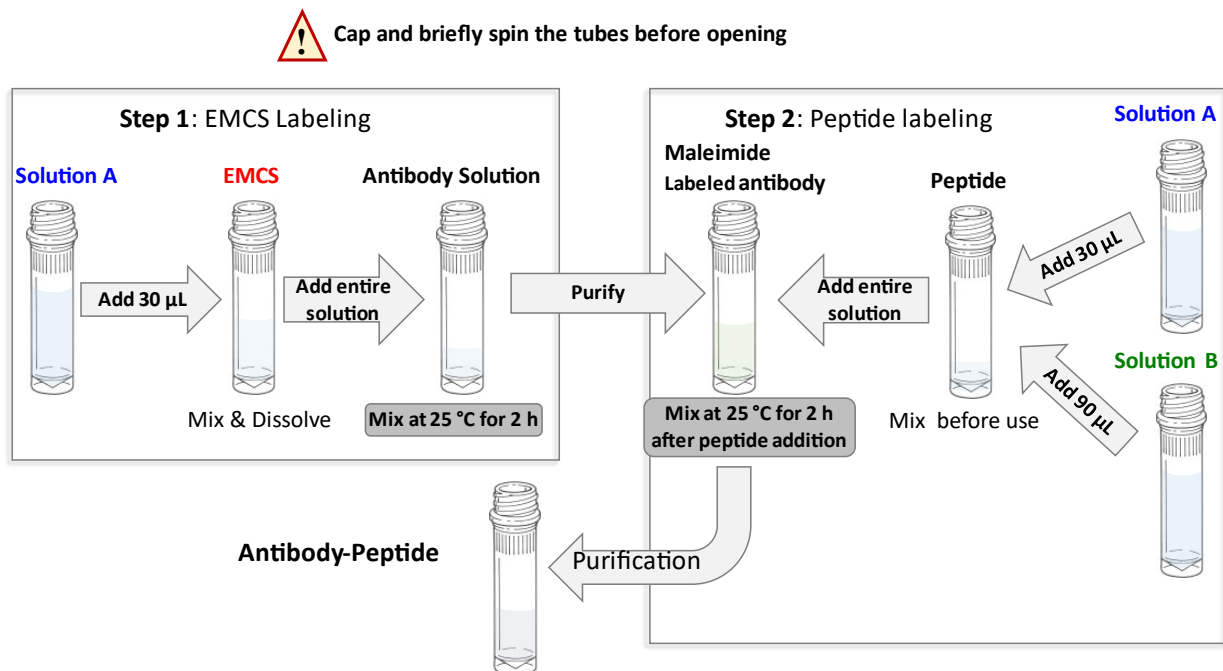 Cap and briefly spin the tubes before opening
Step 1: EMCS Labeling
Solution A
EMCS
Antibody Solution
Add 30 µL
Add entire
solution
Mix & Dissolve
Mix at 25 °C for 2 h
Purify
Step 2: Peptide labeling
Maleimide
Labeled antibody
Peptide
Solution A
Add 30 µL
Add entire
solution
Solution B
Add 90 µL
Mix at 25 °C for 2 h
after peptide addition
Mix before use
Antibody-Peptide
Purification